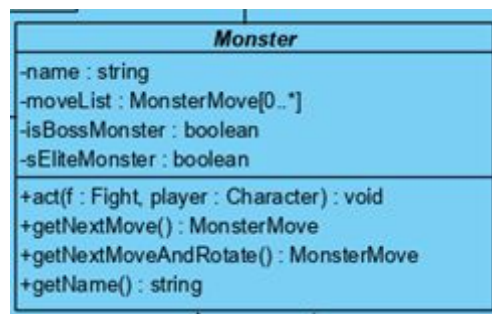 Monster
-name : string
-moveList : MonsterMove[0..*]
-isBossMonster : boolean
-sEliteMonster : boolean
+act(f : Fight, player : Character) : void
+getNextMove() : MonsterMove
+getNextMoveAndRotate() : MonsterMove
+getName() : string